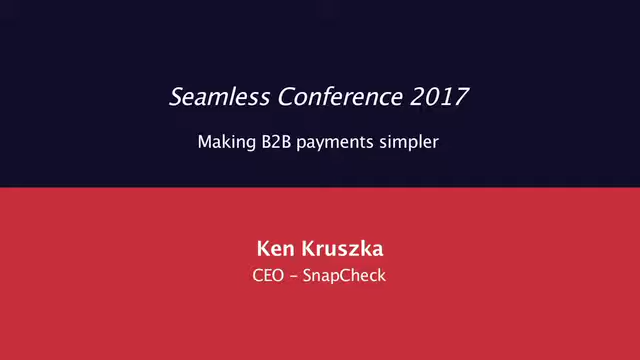 Seamless Conference 2017
Making B2B payments simpler
Ken Kruszka
CEO – SnapCheck